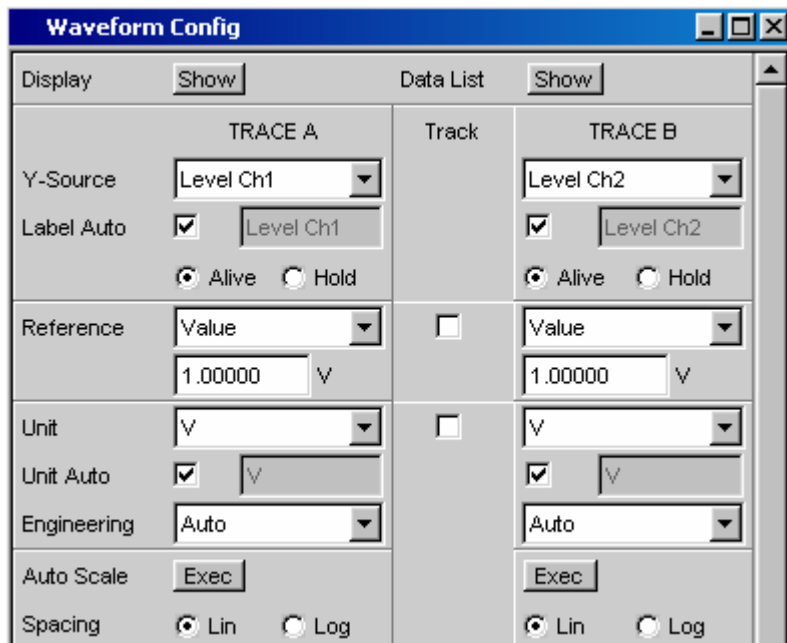 Waveform Config
Display Show Data List Show
TRACE A Track TRACE B
Y-Source Level Ch1 Level Ch2
Label Auto Level Ch1 Level Ch2
Alive Hold Alive Hold
Reference Value Value
1.00000 V 1.00000 V
Unit V V
Unit Auto V V
Engineering Auto Auto
Auto Scale Exec Exec
Spacing Lin Log Lin Log